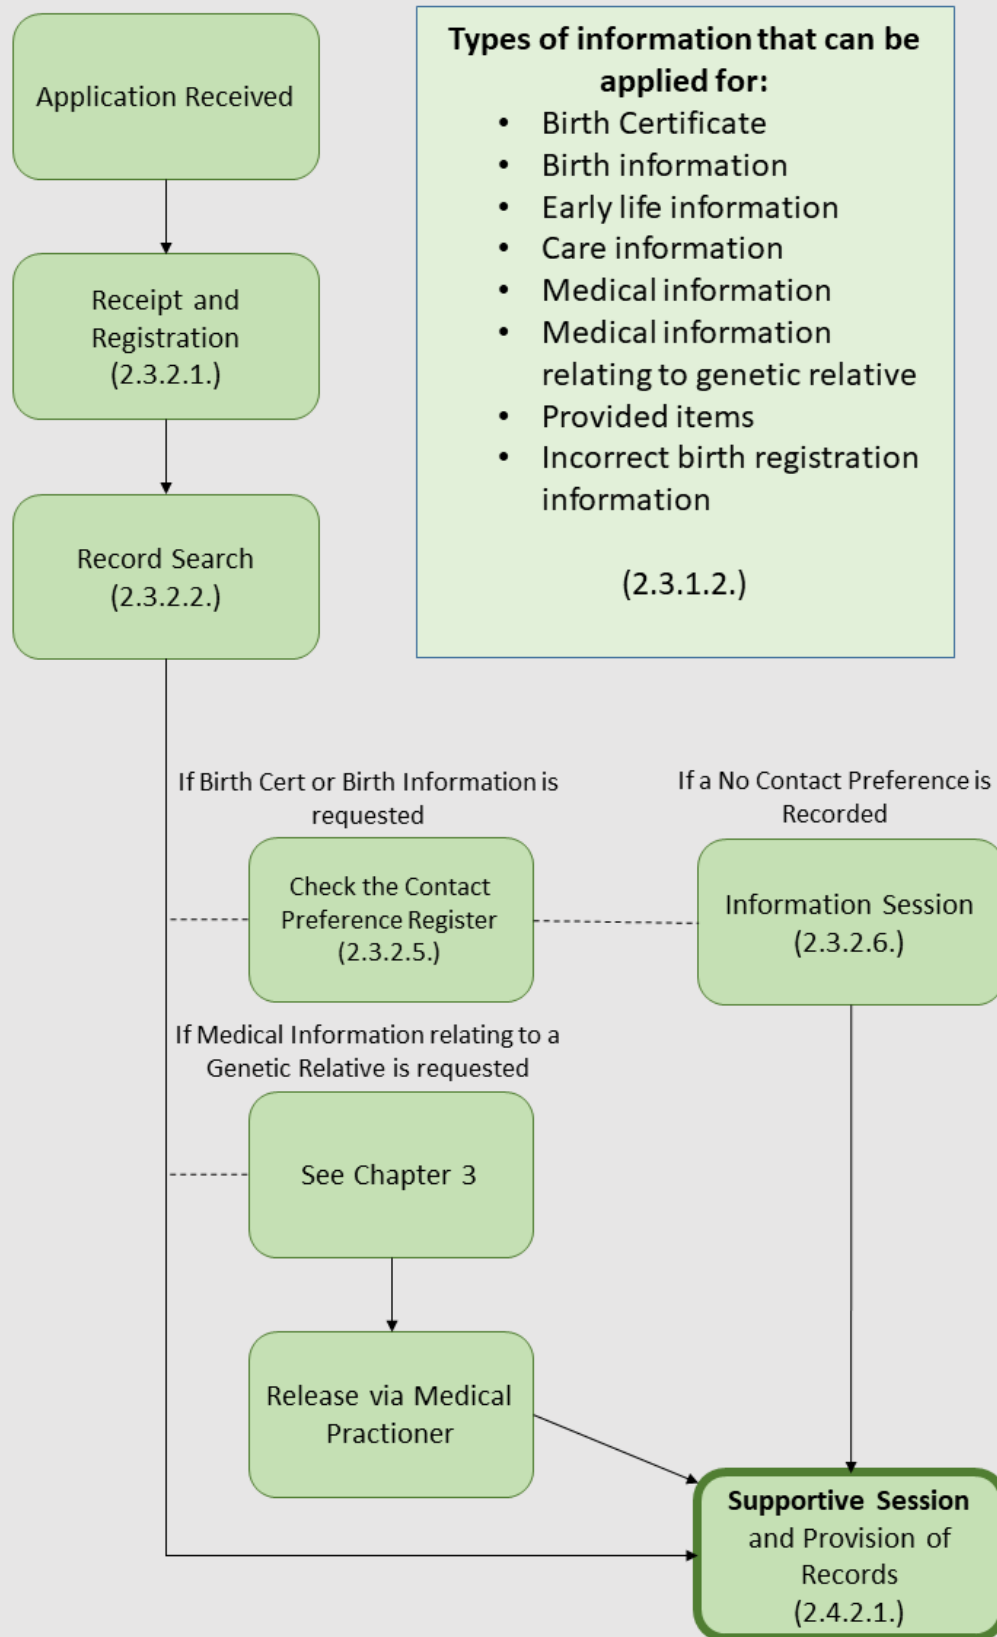 Application Received
Receipt and
Registration
(2.3.2.1.)
Record Search
(2.3.2.2.)
Types of information that can be
applied for:
• Birth Certificate
• Birth information
• Early life information
• Care information
• Medical information
• Medical information
relating to genetic relative
• Provided items
• Incorrect birth registration
information
(2.3.1.2.)
If Birth Cert or Birth Information is
requested
Check the Contact
Preference Register
(2.3.2.5.)
If a No Contact Preference is
Recorded
Information Session
(2.3.2.6.)
If Medical Information relating to a
Genetic Relative is requested
See Chapter 3
Release via Medical
Practioner
Supportive Session
and Provision of
Records
(2.4.2.1.)